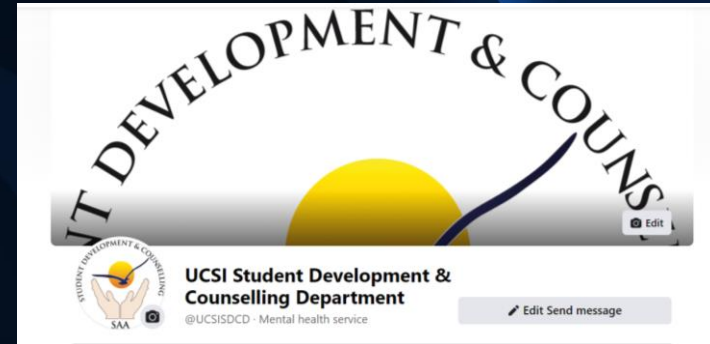 NT DEVELOPMENT & COUNS
Edit
STUDENT DEVELOPMENT & COUNSELLING
SAA
UCSI Student Development &
Counselling Department
@UCSISDCD · Mental health service
Edit Send message